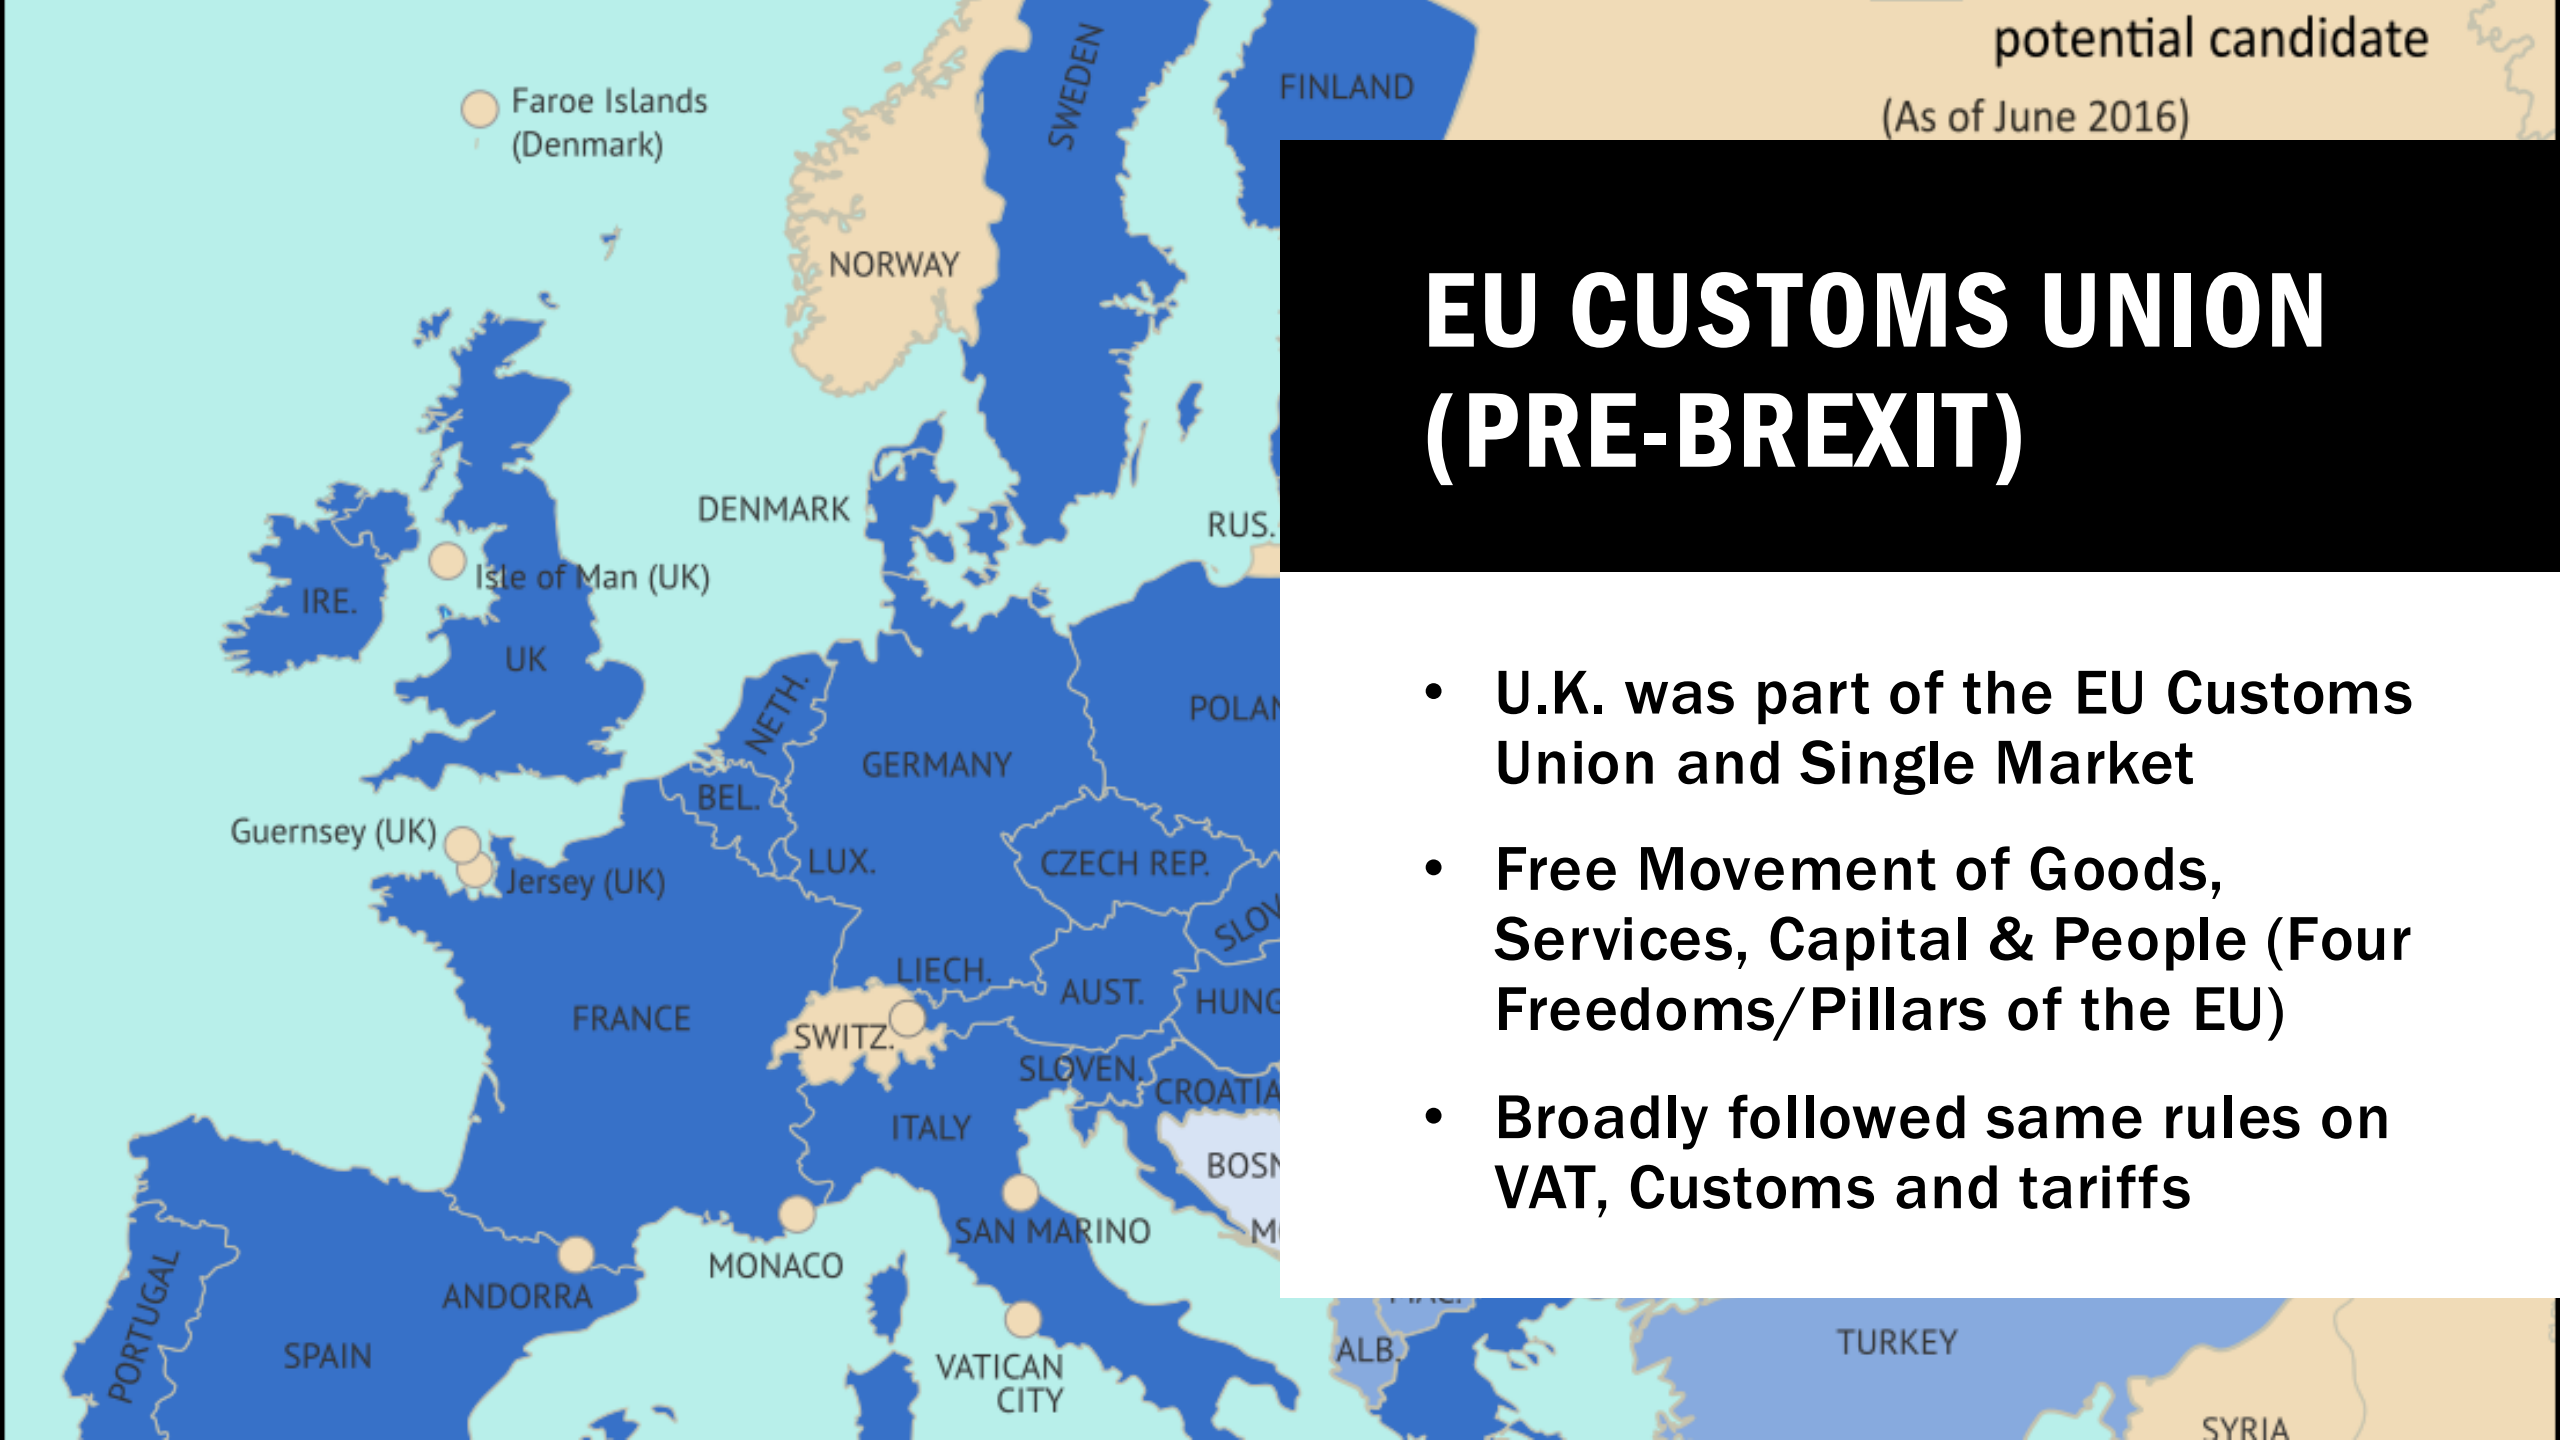 potential candidate
(As of June 2016)
EU CUSTOMS UNION
(PRE-BREXIT)
• U.K. was part of the EU Customs
Union and Single Market
• Free Movement of Goods,
Services, Capital & People (Four
Freedoms/Pillars of the EU)
• Broadly followed same rules on
VAT, Customs and tariffs
Faroe Islands
(Denmark)
SWEDEN
FINLAND
NORWAY
DENMARK
RUS.
Isle of Man (UK)
IRE.
UK
NETH.
POLAN
GERMANY
BEL.
Guernsey (UK)
LUX.
CZECH REP.
Jersey (UK)
SLOV
LIECH.
AUST.
HUNG
FRANCE
SWITZ.
SLOVEN.
CROATIA
ITALY
BOSN
SAN MARINO
MO
MONACO
ANDORRA
PORTUGAL
SPAIN
VATICAN
CITY
MAC.
ALB.
TURKEY
SYRIA